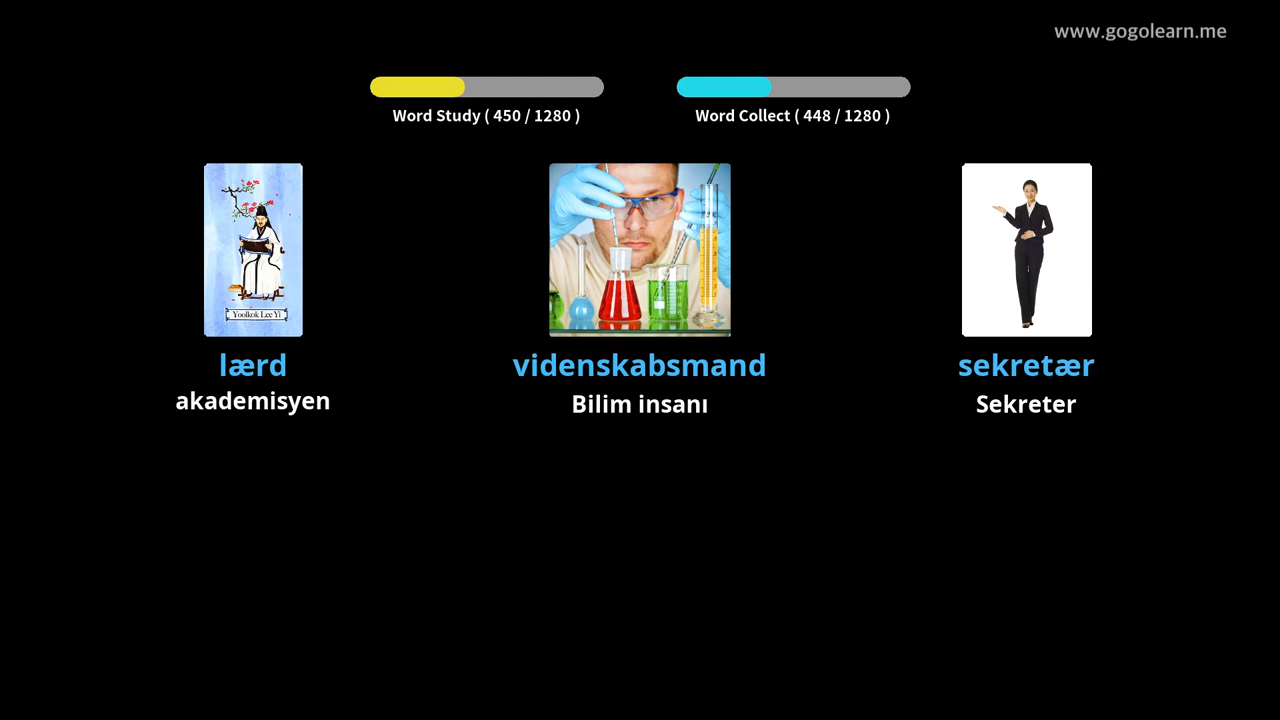 www.gogolearn.me
Word Study ( 450 / 1280 )
Word Collect ( 448 / 1280 )
Yoolkok Lee Yi
lærd
videnskabsmand
sekretær
akademisyen
Bilim insanı
Sekreter